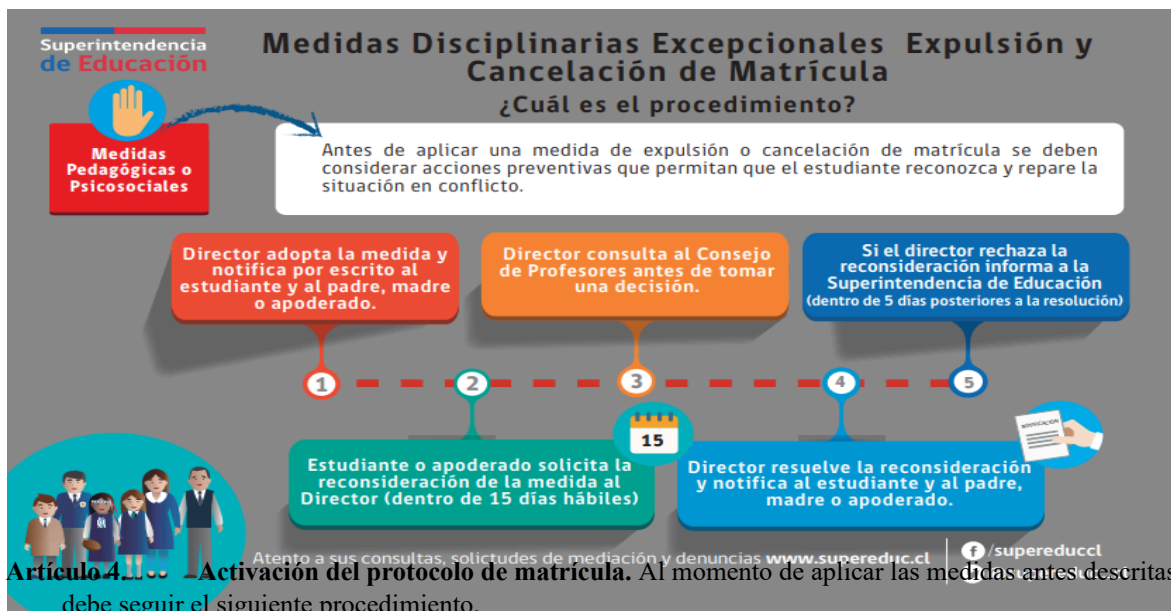 Superintendencia
de Educación
Medidas Disciplinarias Excepcionales Expulsión y
Cancelación de Matrícula
¿Cuál es el procedimiento?
Medidas
Pedagógicas o
Psicosociales
Antes de aplicar una medida de expulsión o cancelación de matrícula se deben
considerar acciones preventivas que permitan que el estudiante reconozca y repare la
situación en conflicto.
Director adopta la medida y
notifica por escrito al
estudiante y al padre, madre
o apoderado.
1
Estudiante o apoderado solicita la
reconsideración de la medida al
Director (dentro de 15 días hábiles)
2
15
Director consulta al Consejo
de Profesores antes de tomar
una decisión.
3
Director resuelve la reconsideración
y notifica al estudiante y al padre,
madre o apoderado.
4
Si el director rechaza la
reconsideración informa a la
Superintendencia de Educación
(dentro de 5 días posteriores a la resolución)
5
Atento a sus consultas, solictudes de mediación y denuncias www.supereduc.cl
/supereduccl
Artículo 4. Activación del protocolo de matrícula. Al momento de aplicar las medidas antes descritas
debe seguir el siguiente procedimiento.